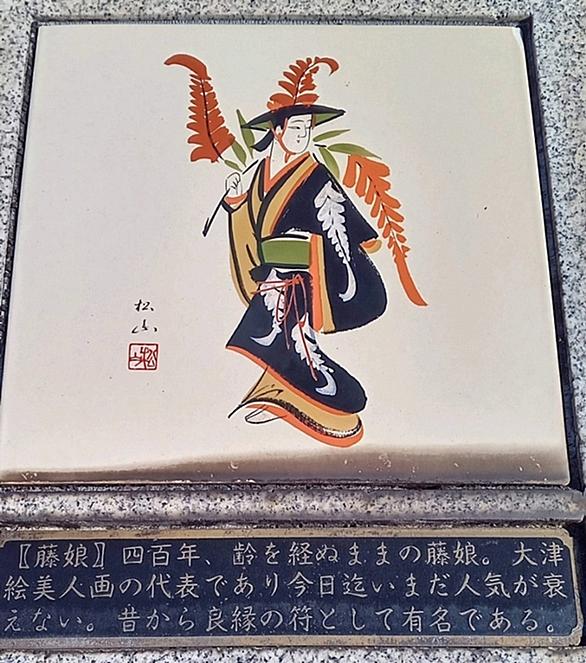 松
山
【藤娘】四百年、齢を経ぬままの藤娘。大津
絵美人画の代表であり今日迄いまだ人気が衰
えない。昔から良縁の符として有名である。